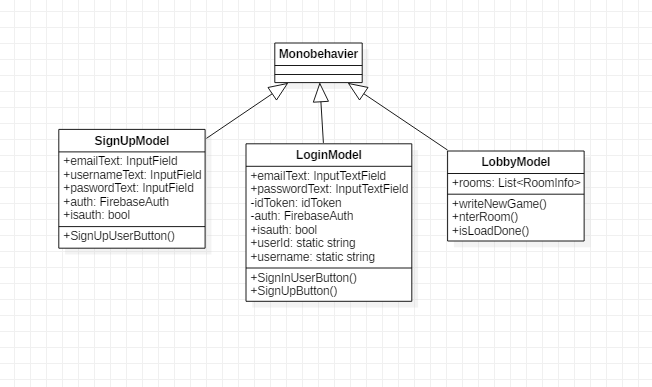 Monobehavier
SignUpModel
+emailText: InputField
+usernameText: InputField
+paswordText: InputField
+auth: FirebaseAuth
+isauth: bool
+SignUpUserButton()
LoginModel
+emailText: InputTextField
+passwordText: InputTextField
-idToken: idToken
-auth: FirebaseAuth
+isauth: bool
+userId: static string
+username: static string
+SignInUserButton()
+SignUpButton()
LobbyModel
+rooms: List<RoomInfo>
+writeNewGame()
+nterRoom()
+isLoadDone()